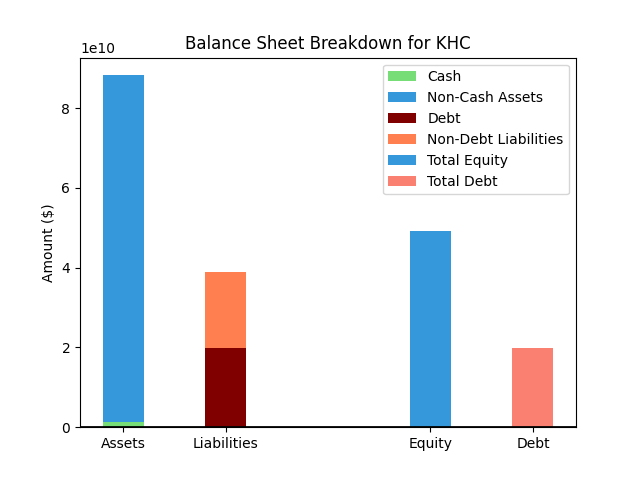 Balance Sheet Breakdown for KHC
1e10
Cash
Non-Cash Assets
Debt
Non-Debt Liabilities
Total Equity
Total Debt
8
6
4
2
0
Amount ($)
Assets
Liabilities
Equity
Debt